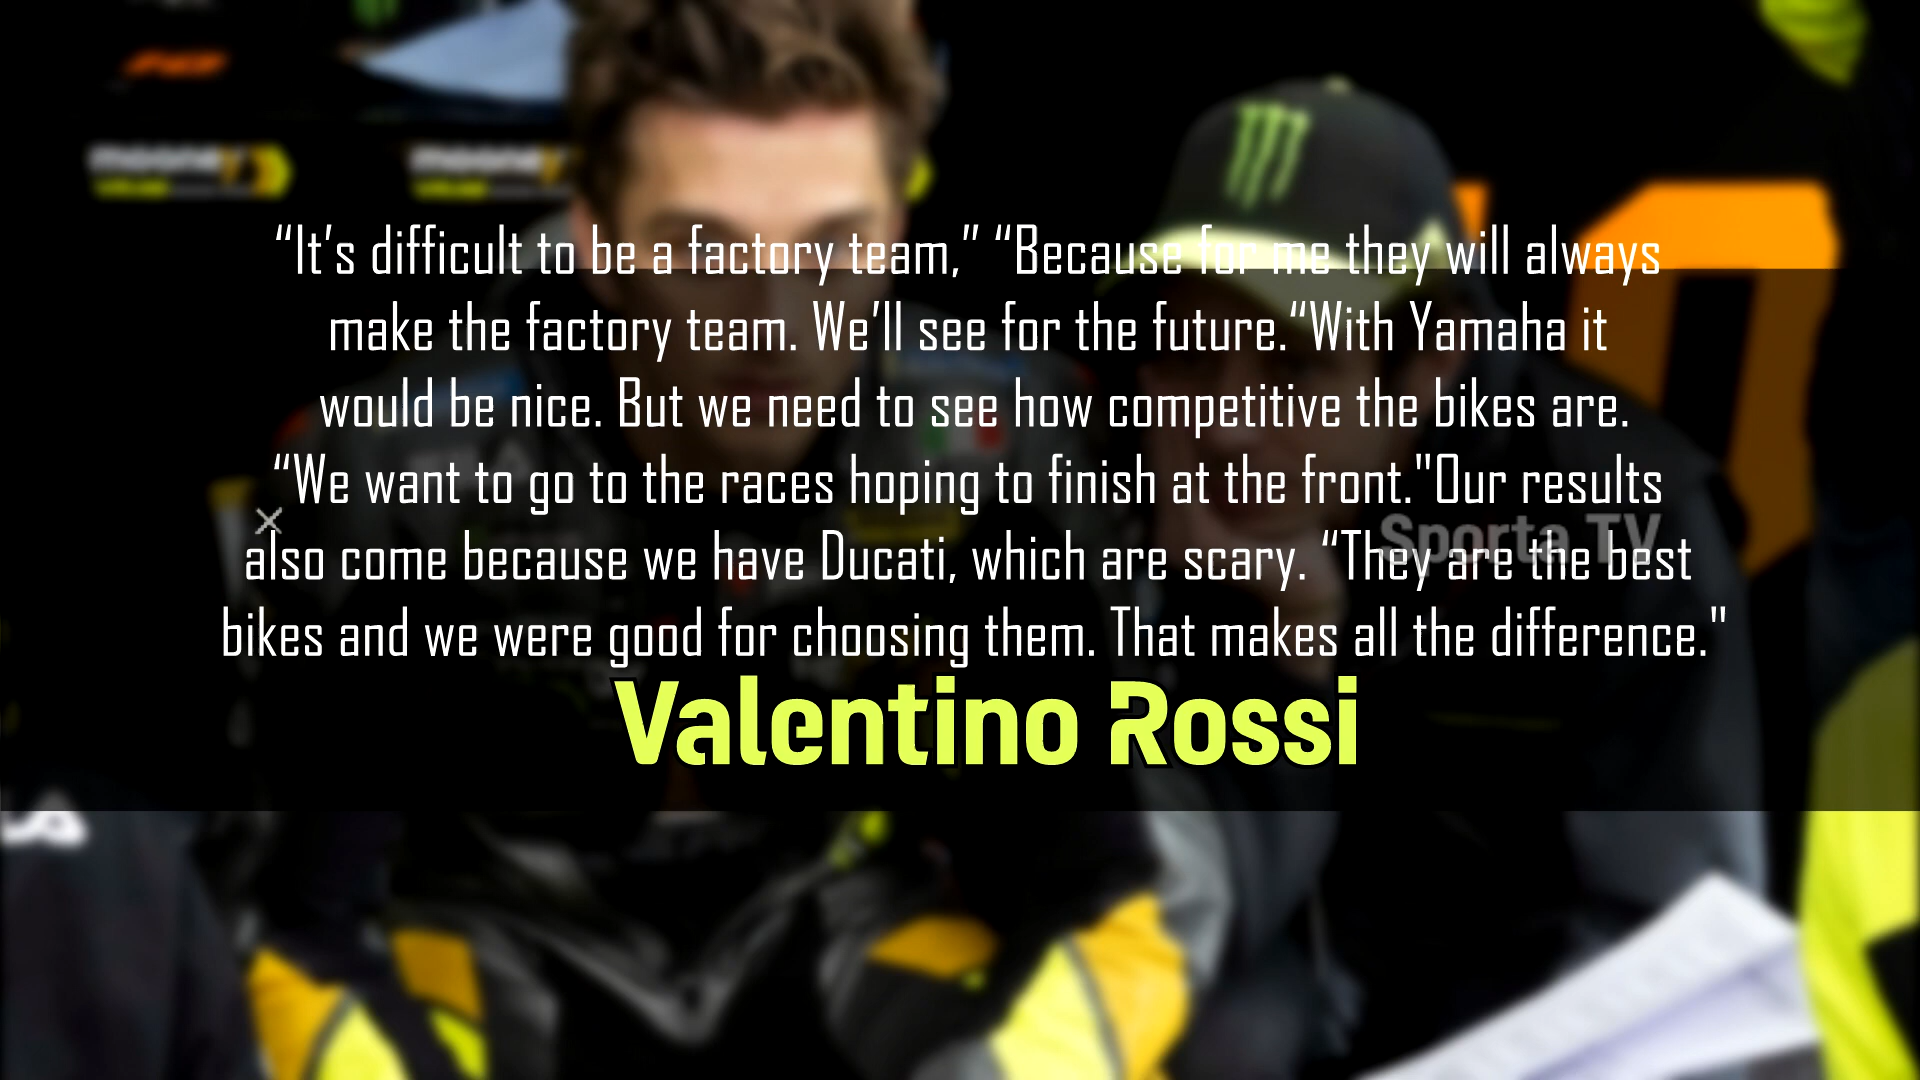 mooney
mooney
“It’s difficult to be a factory team,” “Because for me they will always
make the factory team. We’ll see for the future.“With Yamaha it
would be nice. But we need to see how competitive the bikes are.
“We want to go to the races hoping to finish at the front."Our results
also come because we have Ducati, which are scary. “They are the best
bikes and we were good for choosing them. That makes all the difference."
Sporta TV
Valentino Rossi